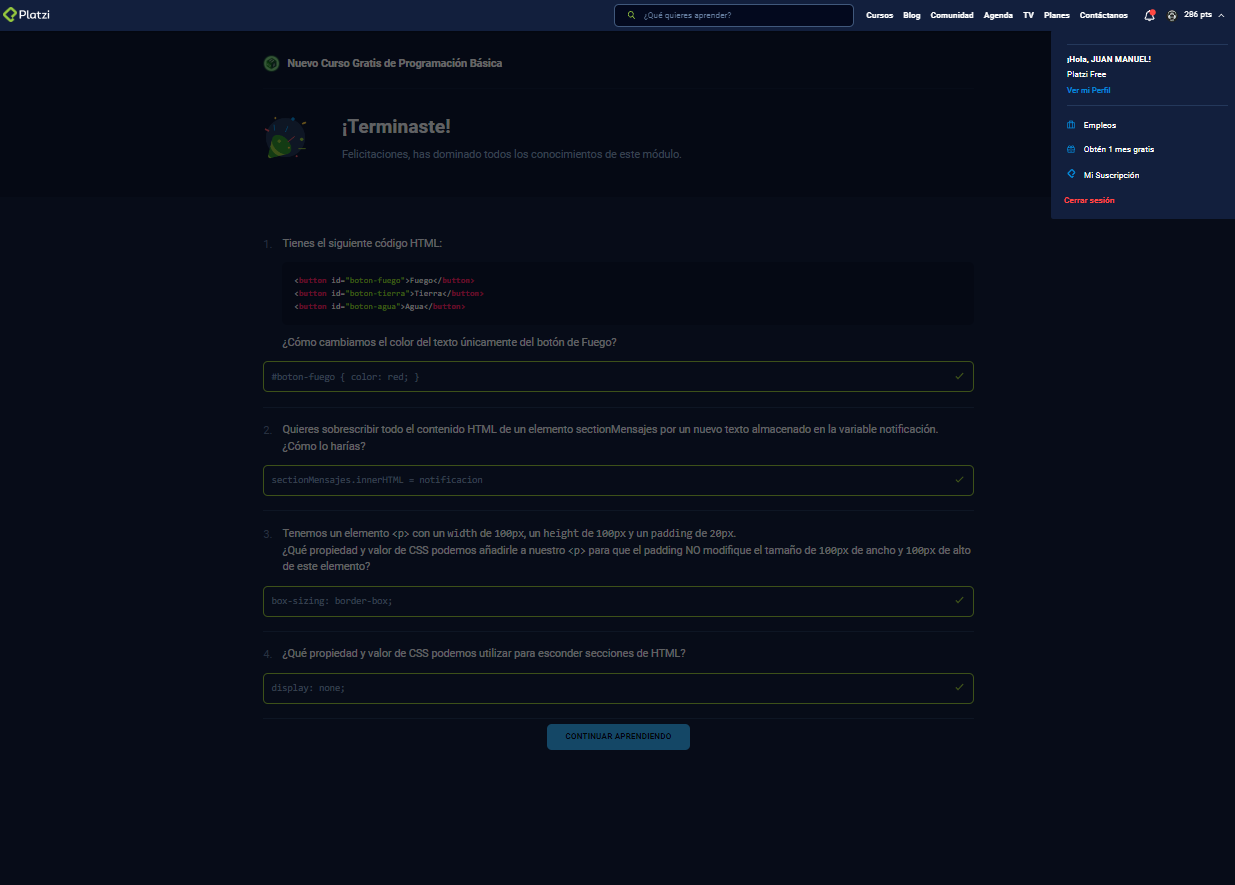 Platzi
¿Qué quieres aprender?
Cursos Blog Comunidad Agenda TV Planes Contáctanos 286 pts
¡Hola, JUAN MANUEL!
Platzi Free
Ver mi Perfil
Empleos
Obtén 1 mes gratis
Mi Suscripción
Cerrar sesión
Nuevo Curso Gratis de Programación Básica
¡Terminaste!
Felicitaciones, has dominado todos los conocimientos de este módulo.
1. Tienes el siguiente código HTML:
<button id="boton-fuego">Fuego</button>
<button id="boton-tierra">Tierra</button>
<button id="boton-agua">Agua</button>
¿Cómo cambiamos el color del texto únicamente del botón de Fuego?
#boton-fuego { color: red; }
2. Quieres sobrescribir todo el contenido HTML de un elemento sectionMensajes por un nuevo texto almacenado en la variable notificación.
¿Cómo lo harías?
sectionMensajes.innerHTML = notificacion
3. Tenemos un elemento <p> con un width de 100px, un height de 100px y un padding de 20px.
¿Qué propiedad y valor de CSS podemos añadirle a nuestro <p> para que el padding NO modifique el tamaño de 100px de ancho y 100px de alto
de este elemento?
box-sizing: border-box;
4. ¿Qué propiedad y valor de CSS podemos utilizar para esconder secciones de HTML?
display: none;
CONTINUAR APRENDIENDO